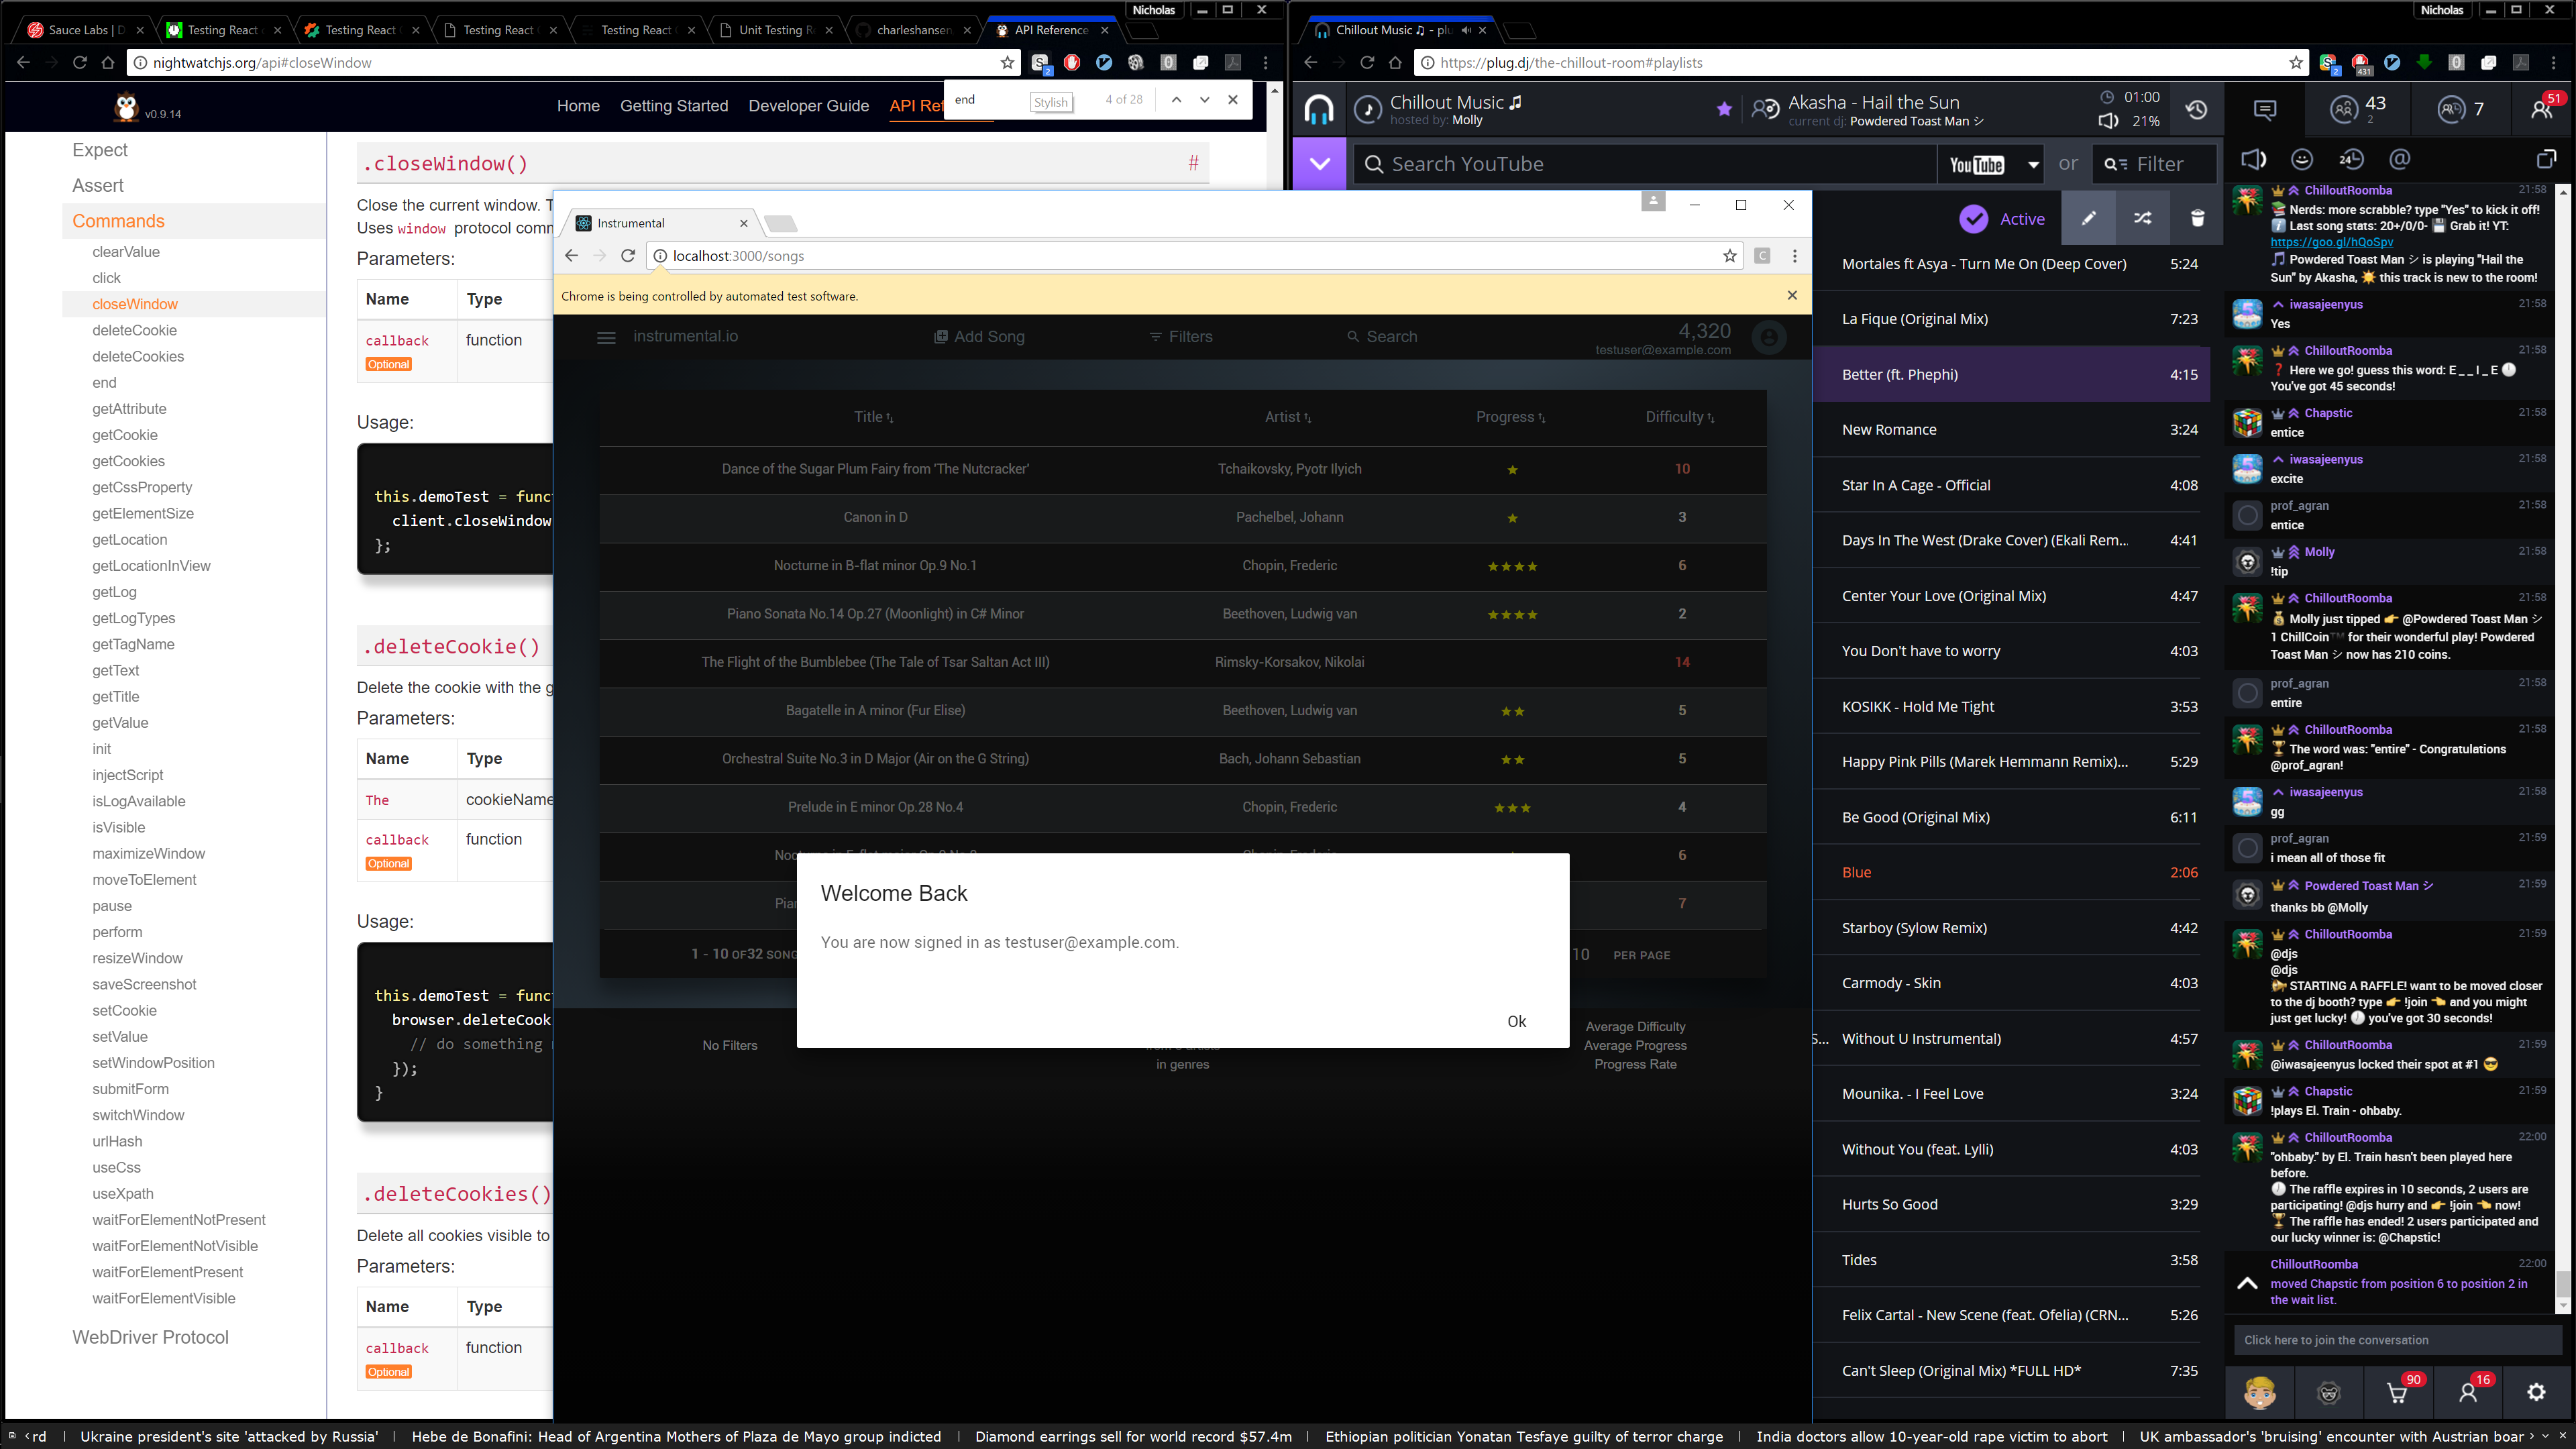 Nicholas
Sauce Labs | D
Testing React
Testing React
Testing React
Testing React
Unit Testing R
charleshansen
API Reference
nightwatchjs.org/api#closeWindow
v0.9.14
Home
Getting Started
Developer Guide
API Ref
end
Stylish
4 of 28
Expect
Assert
Commands
clearValue
click
closeWindow
deleteCookie
deleteCookies
end
getAttribute
getCookie
getCookies
getCssProperty
getElementSize
getLocation
getLocationInView
getLog
getLogTypes
getTagName
getText
getTitle
getValue
init
injectScript
isLogAvailable
isVisible
maximizeWindow
moveToElement
pause
perform
resizeWindow
saveScreenshot
setCookie
setValue
setWindowPosition
submitForm
switchWindow
urlHash
useCss
useXpath
waitForElementNotPresent
waitForElementNotVisible
waitForElementPresent
waitForElementVisible
WebDriver Protocol
.closeWindow()
#
Close the current window. T
Uses window protocol comm
Parameters:
Name Type
callback function
Optional
Usage:
this.demoTest = func
client.closeWindow
};
.deleteCookie()
Delete the cookie with the g
Parameters:
Name Type
The cookieName
callback function
Optional
Usage:
this.demoTest = func
browser.deleteCook
// do something
});
}
.deleteCookies()
Delete all cookies visible to
Parameters:
Name Type
callback function
Optional
Instrumental
localhost:3000/songs
Chrome is being controlled by automated test software.
instrumental.io
Add Song
Filters
Search
4,320
testuser@example.com
Title Artist Progress Difficulty
Dance of the Sugar Plum Fairy from 'The Nutcracker' Tchaikovsky, Pyotr Ilyich ★ 10
Canon in D Pachelbel, Johann ★ 3
Nocturne in B-flat minor Op.9 No.1 Chopin, Frederic ★★★★ 6
Piano Sonata No.14 Op.27 (Moonlight) in C# Minor Beethoven, Ludwig van ★★★★ 2
The Flight of the Bumblebee (The Tale of Tsar Saltan Act III) Rimsky-Korsakov, Nikolai 14
Bagatelle in A minor (Fur Elise) Beethoven, Ludwig van ★★ 5
Orchestral Suite No.3 in D Major (Air on the G String) Bach, Johann Sebastian ★★ 5
Prelude in E minor Op.28 No.4 Chopin, Frederic ★★★ 4
6
Pia 7
1 - 10 OF 32 SONG 10 PER PAGE
Welcome Back
You are now signed in as testuser@example.com.
Ok
No Filters
in genres
Average Difficulty
Average Progress
Progress Rate
Nicholas
Chillout Music ♫ - plu
https://plug.dj/the-chillout-room#playlists
2
2
431
Chillout Music ♫
hosted by: Molly
Akasha - Hail the Sun
current dj: Powdered Toast Man シ
01:00
21%
43
2
7
51
Search YouTube
YouTube
or
Filter
Active
Mortales ft Asya - Turn Me On (Deep Cover) 5:24
La Fique (Original Mix) 7:23
Better (ft. Phephi) 4:15
New Romance 3:24
Star In A Cage - Official 4:08
Days In The West (Drake Cover) (Ekali Rem... 4:41
Center Your Love (Original Mix) 4:47
You Don't have to worry 4:03
KOSIKK - Hold Me Tight 3:53
Happy Pink Pills (Marek Hemmann Remix)... 5:29
Be Good (Original Mix) 6:11
Blue 2:06
Starboy (Sylow Remix) 4:42
Carmody - Skin 4:03
S... Without U Instrumental) 4:57
Mounika. - I Feel Love 3:24
Without You (feat. Lylli) 4:03
Hurts So Good 3:29
Tides 3:58
Felix Cartal - New Scene (feat. Ofelia) (CRN... 5:26
Can't Sleep (Original Mix) *FULL HD* 7:35
24
@
ChilloutRoomba 21:58
Nerds: more scrabble? type "Yes" to kick it off!
Last song stats: 20+/0/0- Grab it! YT:
https://goo.gl/hQoSpv
Powdered Toast Man シ is playing "Hail the
Sun" by Akasha, this track is new to the room!
iwasajeenyus 21:58
Yes
ChilloutRoomba 21:58
❓ Here we go! guess this word: E _ _ I _ E
You've got 45 seconds!
Chapstic 21:58
entice
iwasajeenyus 21:58
excite
prof_agran 21:58
entice
Molly 21:58
!tip
ChilloutRoomba 21:58
Molly just tipped 👉 @Powdered Toast Man シ
1 ChillCoin™ for their wonderful play! Powdered
Toast Man シ now has 210 coins.
prof_agran 21:58
entire
ChilloutRoomba 21:58
The word was: "entire" - Congratulations
@prof_agran!
iwasajeenyus 21:58
gg
prof_agran 21:59
i mean all of those fit
Powdered Toast Man シ 21:59
thanks bb @Molly
ChilloutRoomba 21:59
@djs
@djs
STARTING A RAFFLE! want to be moved closer
to the dj booth? type 👉 !join 👈 and you might
just get lucky! you've got 30 seconds!
ChilloutRoomba 21:59
@iwasajeenyus locked their spot at #1 😎
Chapstic 21:59
!plays El. Train - ohbaby.
ChilloutRoomba 22:00
"ohbaby." by El. Train hasn't been played here
before.
The raffle expires in 10 seconds, 2 users are
participating! @djs hurry and 👉 !join 👈 now!
The raffle has ended! 2 users participated and
our lucky winner is: @Chapstic!
ChilloutRoomba 22:00
moved Chapstic from position 6 to position 2 in
the wait list.
Click here to join the conversation
90
16
rd | Ukraine president's site 'attacked by Russia' | Hebe de Bonafini: Head of Argentina Mothers of Plaza de Mayo group indicted | Diamond earrings sell for world record $57.4m | Ethiopian politician Yonatan Tesfaye guilty of terror charge | India doctors allow 10-year-old rape victim to abort | UK ambassador's 'bruising' encounter with Austrian boar